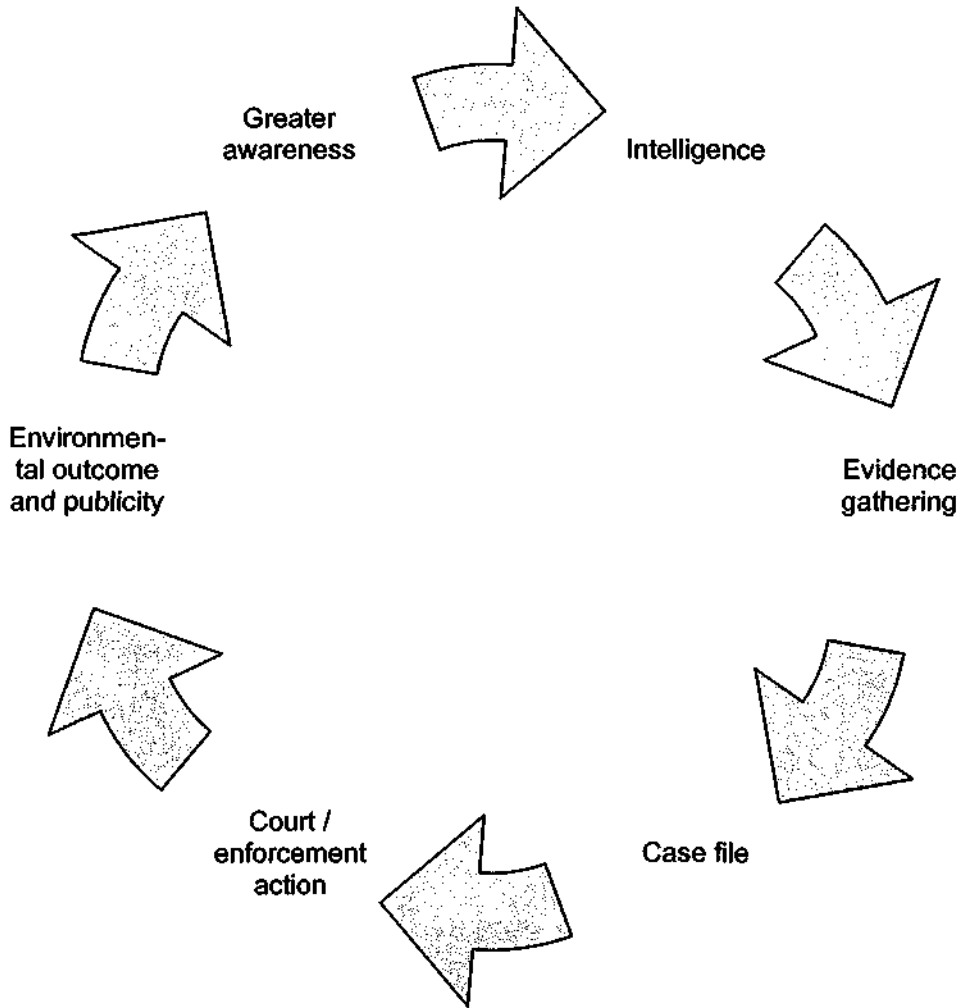 Greater
awareness
Intelligence
Evidence
gathering
Case file
Court /
enforcement
action
Environmen-
tal outcome
and publicity